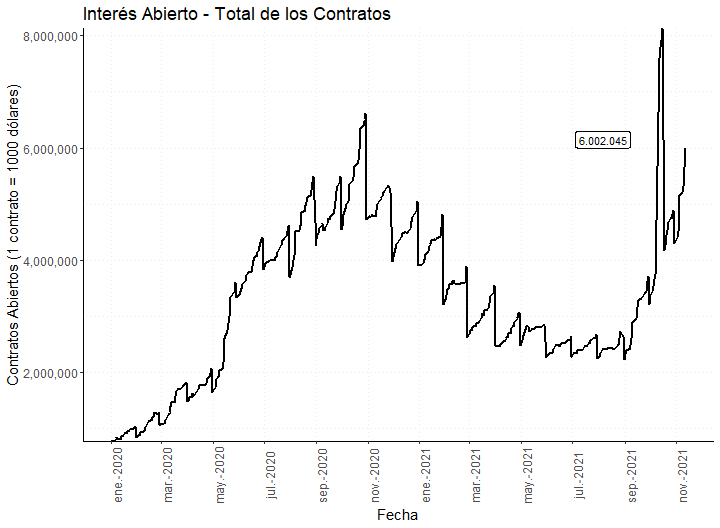 Interés Abierto - Total de los Contratos
Contratos Abiertos (1 contrato = 1000 dólares)
8,000,000
6,000,000
4,000,000
2,000,000
6.002.045
ene.-2020
mar.-2020
may.-2020
jul.-2020
sep.-2020
nov.-2020
ene.-2021
mar.-2021
may.-2021
jul.-2021
sep.-2021
nov.-2021
Fecha